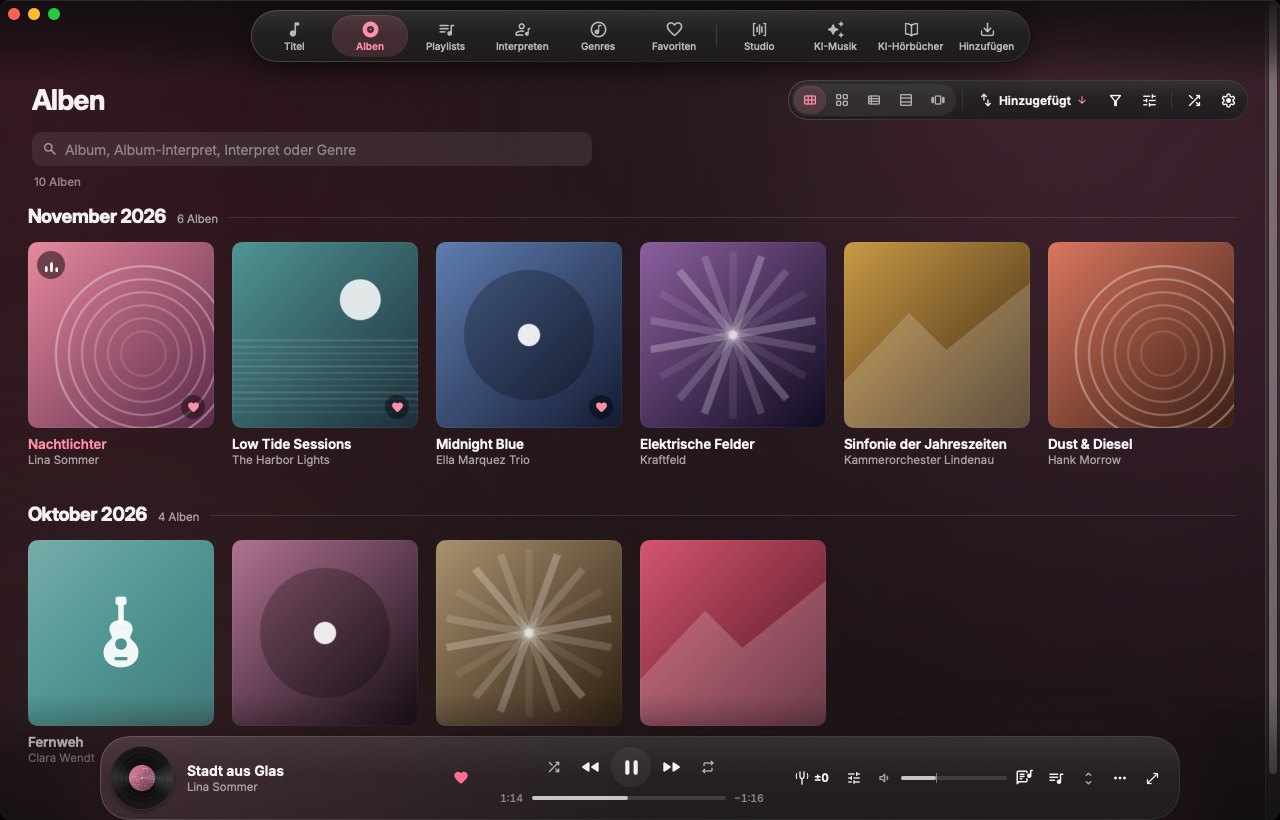 Titel
Alben
Playlists
Interpreten
Genres
Favoriten
Studio
KI-Musik
KI-Hörbücher
Hinzufügen
Alben
Hinzugefügt
Album, Album-Interpret, Interpret oder Genre
10 Alben
November 2026 6 Alben
Nachtlichter
Lina Sommer
Low Tide Sessions
The Harbor Lights
Midnight Blue
Ella Marquez Trio
Elektrische Felder
Kraftfeld
Sinfonie der Jahreszeiten
Kammerorchester Lindenau
Dust & Diesel
Hank Morrow
Oktober 2026 4 Alben
Fernweh
Clara Wendt
Stadt aus Glas
Lina Sommer
1:14
−1:16
±0